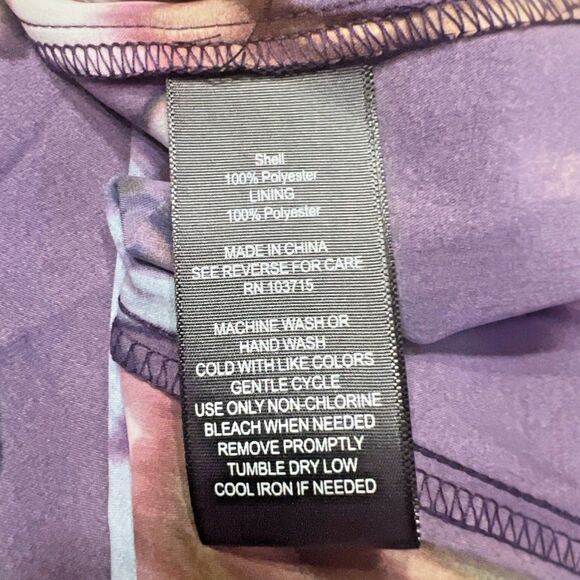 Shell
100% Polyester
LINING
100% Polyester
MADE IN CHINA
SEE REVERSE FOR CARE
RN 103715
MACHINE WASH OR
HAND WASH
COLD WITH LIKE COLORS
GENTLE CYCLE
USE ONLY NON-CHLORINE
BLEACH WHEN NEEDED
REMOVE PROMPTLY
TUMBLE DRY LOW
COOL IRON IF NEEDED